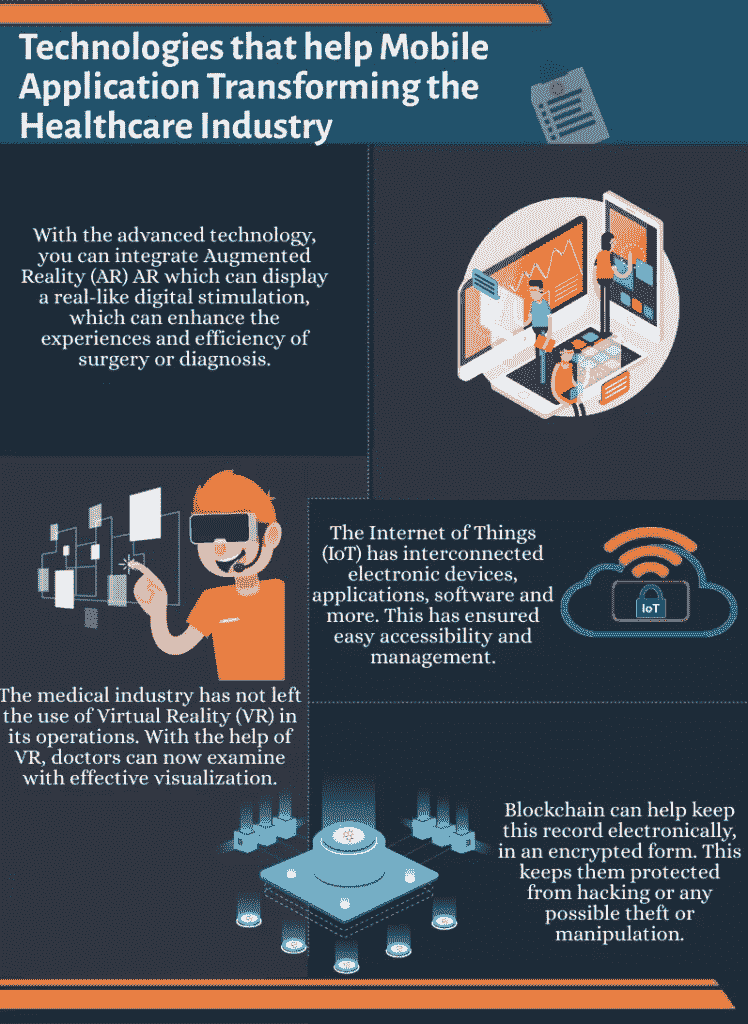 Technologies that help Mobile
Application Transforming the
Healthcare Industry
With the advanced technology,
you can integrate Augmented
Reality (AR) AR which can display
a real-like digital stimulation,
which can enhance the
experiences and efficiency of
surgery or diagnosis.
The Internet of Things
(IoT) has interconnected
electronic devices,
applications, software and
more. This has ensured
easy accessibility and
management.
IoT
The medical industry has not left
the use of Virtual Reality (VR) in
its operations. With the help of
VR, doctors can now examine
with effective visualization.
Blockchain can help keep
this record electronically,
in an encrypted form. This
keeps them protected
from hacking or any
possible theft or
manipulation.